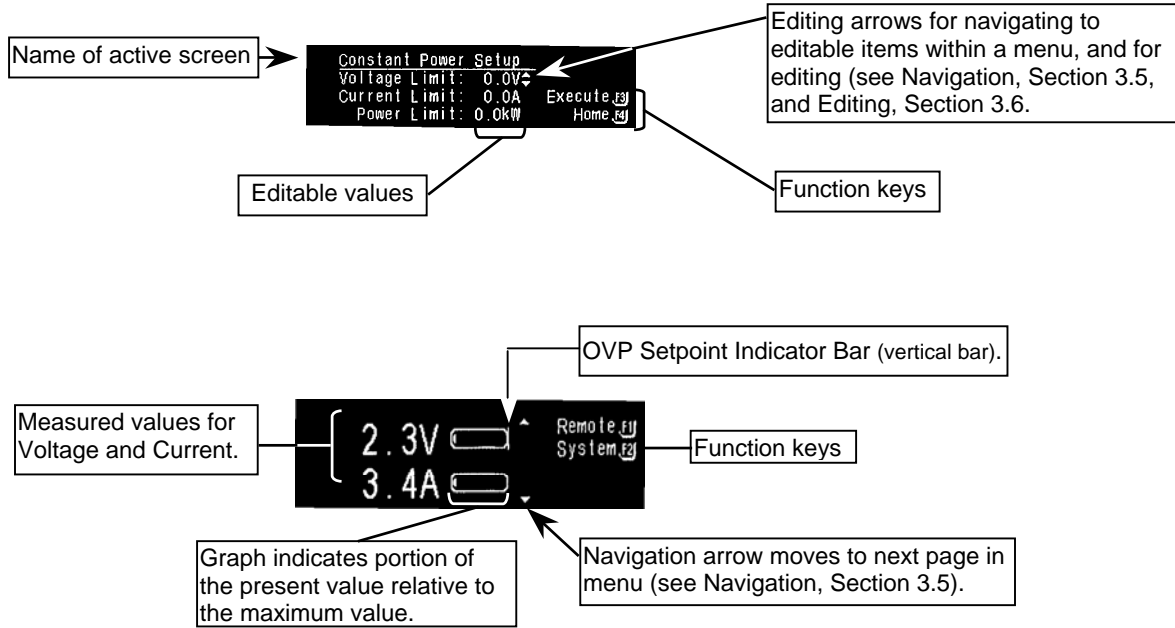 Name of active screen
Constant Power Setup
Voltage Limit: 0.0V
Current Limit: 0.0A Execute F3
Power Limit: 0.0kW Home F4
Editing arrows for navigating to
editable items within a menu, and for
editing (see Navigation, Section 3.5,
and Editing, Section 3.6.
Editable values
Function keys
OVP Setpoint Indicator Bar (vertical bar).
Measured values for
Voltage and Current.
2.3V
3.4A
Remote F1
System F2
Function keys
Graph indicates portion of
the present value relative to
the maximum value.
Navigation arrow moves to next page in
menu (see Navigation, Section 3.5).